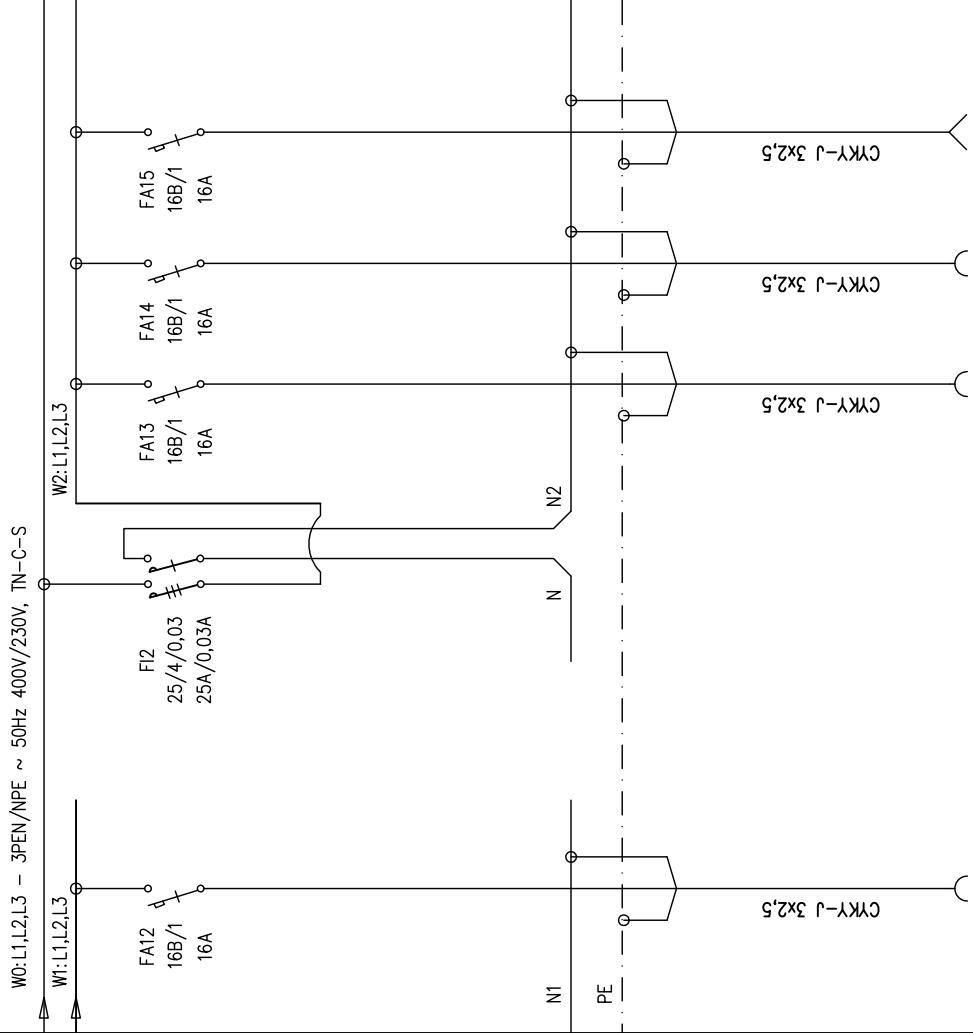 W0:L1,L2,L3 - 3PEN/NPE ~ 50Hz 400V/230V, TN-C-S
W1:L1,L2,L3
W2:L1,L2,L3
FA12
16B/1
16A
FI2
25/4/0,03
25A/0,03A
FA13
16B/1
16A
FA14
16B/1
16A
FA15
16B/1
16A
N1
N
N2
PE
CYKY-J 3x2,5
CYKY-J 3x2,5
CYKY-J 3x2,5
CYKY-J 3x2,5